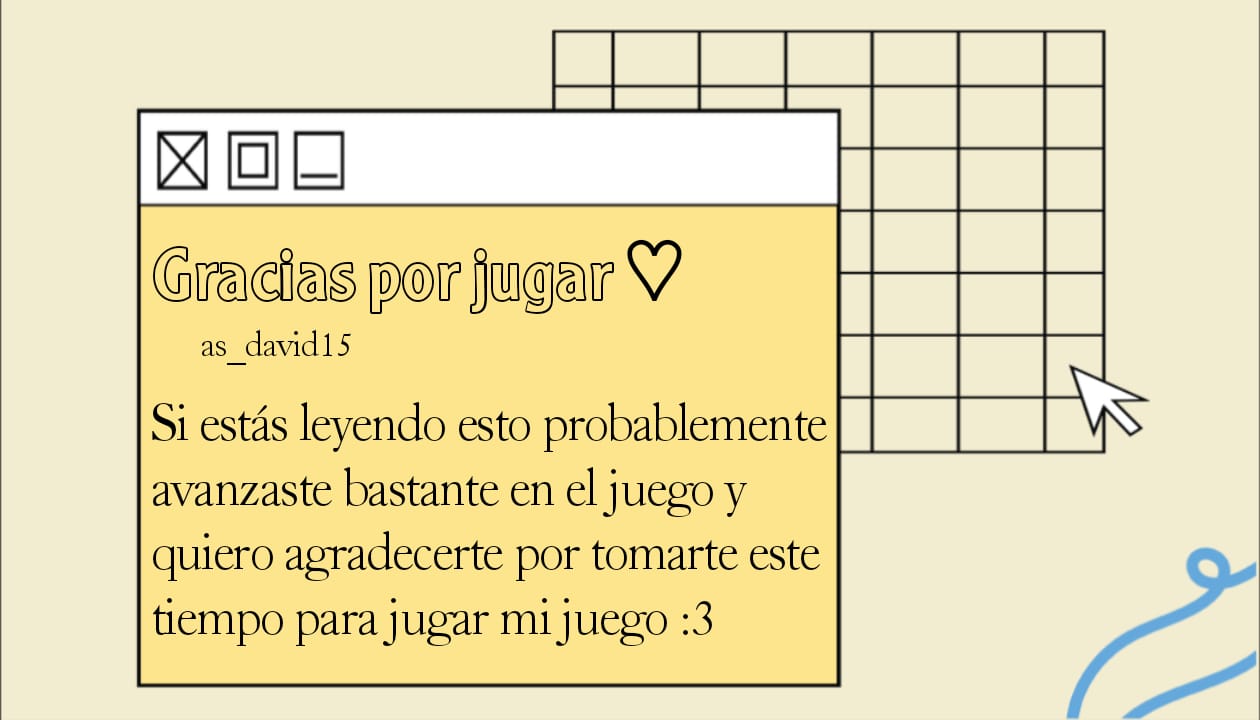 Gracias por jugar ♡
as_david15
Si estás leyendo esto probablemente
avanzaste bastante en el juego y
quiero agradecerte por tomarte este
tiempo para jugar mi juego :3